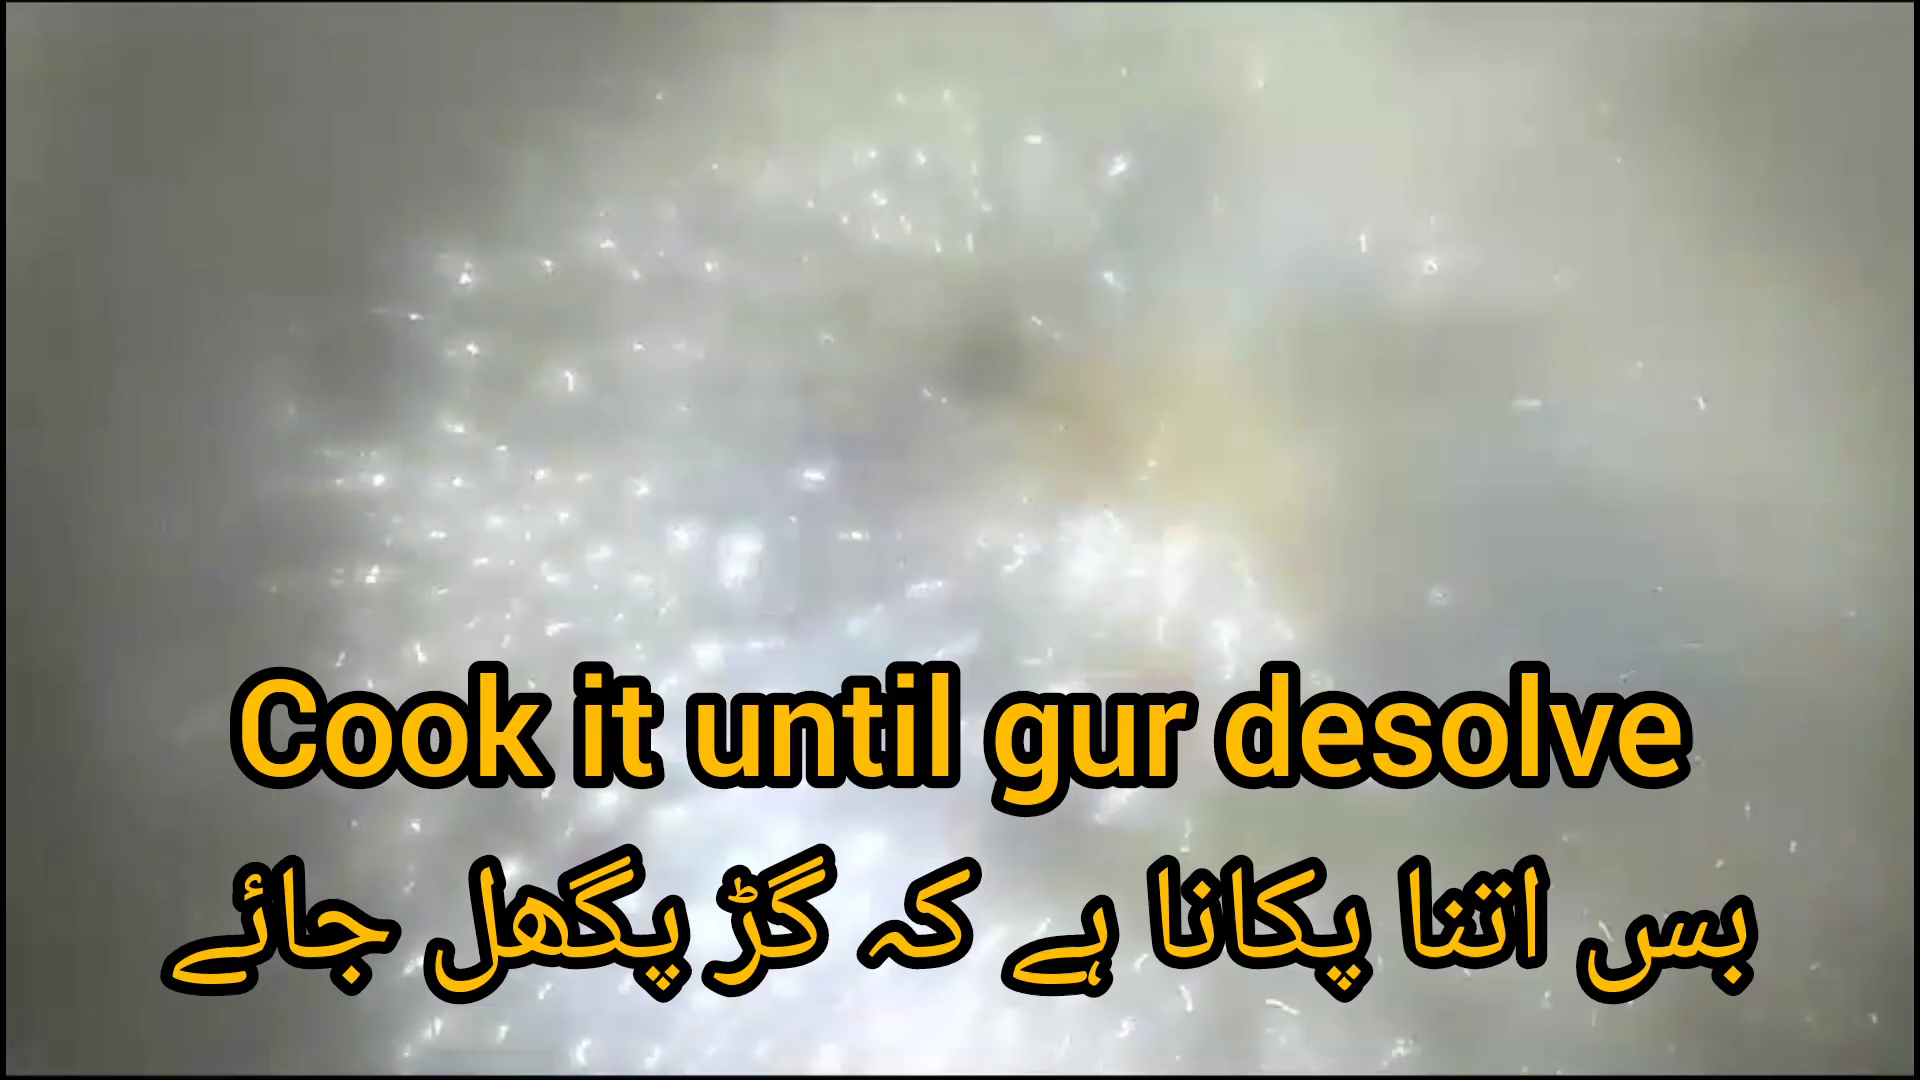 Cook it until gur desolve
بس اتنا پکانا ہے کہ گڑ پگھل جائے